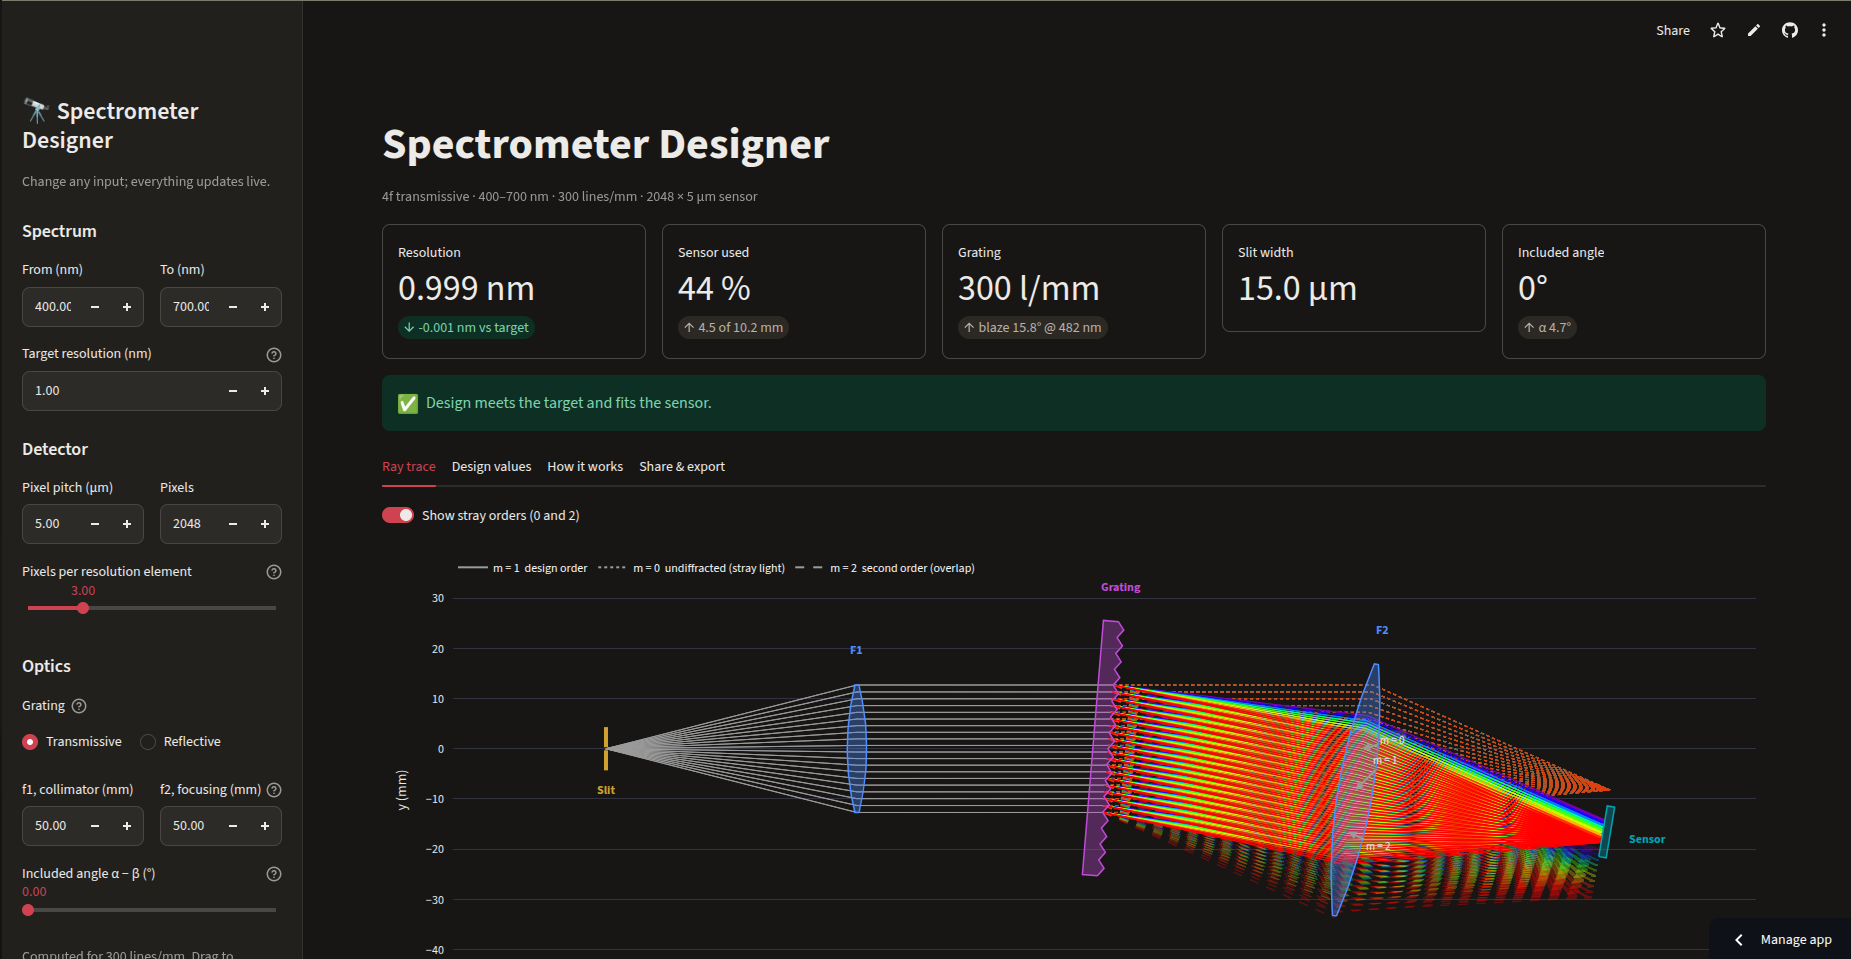 Share
Spectrometer
Designer
Change any input; everything updates live.
Spectrum
From (nm) To (nm)
400.00 − + 700.00 − +
Target resolution (nm)
1.00 − +
Detector
Pixel pitch (µm) Pixels
5.00 − + 2048 − +
Pixels per resolution element
3.00
Optics
Grating
Transmissive Reflective
f1, collimator (mm) f2, focusing (mm)
50.00 − + 50.00 − +
Included angle α − β (°)
0.00
Computed for 300 lines/mm. Drag to
Spectrometer Designer
4f transmissive · 400–700 nm · 300 lines/mm · 2048 × 5 µm sensor
Resolution
0.999 nm
↓ -0.001 nm vs target
Sensor used
44 %
↑ 4.5 of 10.2 mm
Grating
300 l/mm
↑ blaze 15.8° @ 482 nm
Slit width
15.0 µm
Included angle
0°
↑ α 4.7°
✅ Design meets the target and fits the sensor.
Ray trace Design values How it works Share & export
Show stray orders (0 and 2)
m = 1 design order m = 0 undiffracted (stray light) m = 2 second order (overlap)
Grating
30
F2
20
F1
10
0
m = 0
m = 1
Slit
y (mm)
−10
Sensor
−20
m = 2
−30
−40
Manage app